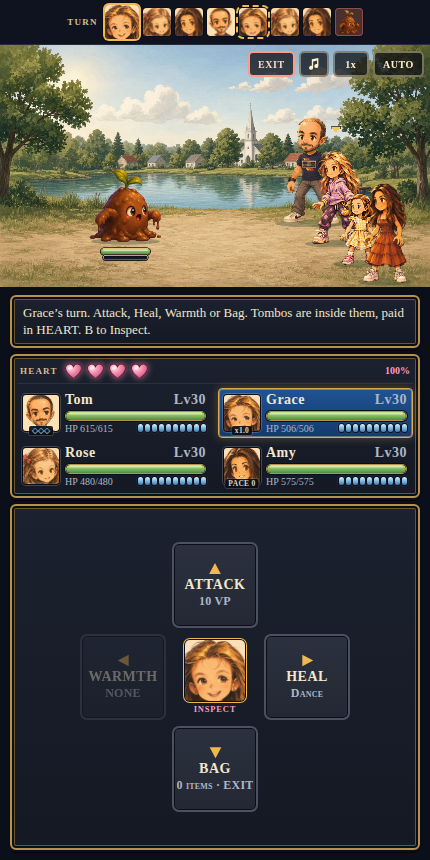 TURN
EXIT
1x
AUTO
Grace's turn. Attack, Heal, Warmth or Bag. Tombos are inside them, paid
in HEART. B to Inspect.
HEART
100%
Tom Lv30
HP 615/615
Grace Lv30
x1.0
HP 506/506
Rose Lv30
HP 480/480
Amy Lv30
PACE 0
HP 575/575
ATTACK
10 VP
WARMTH
NONE
INSPECT
HEAL
Dance
BAG
0 items · EXIT